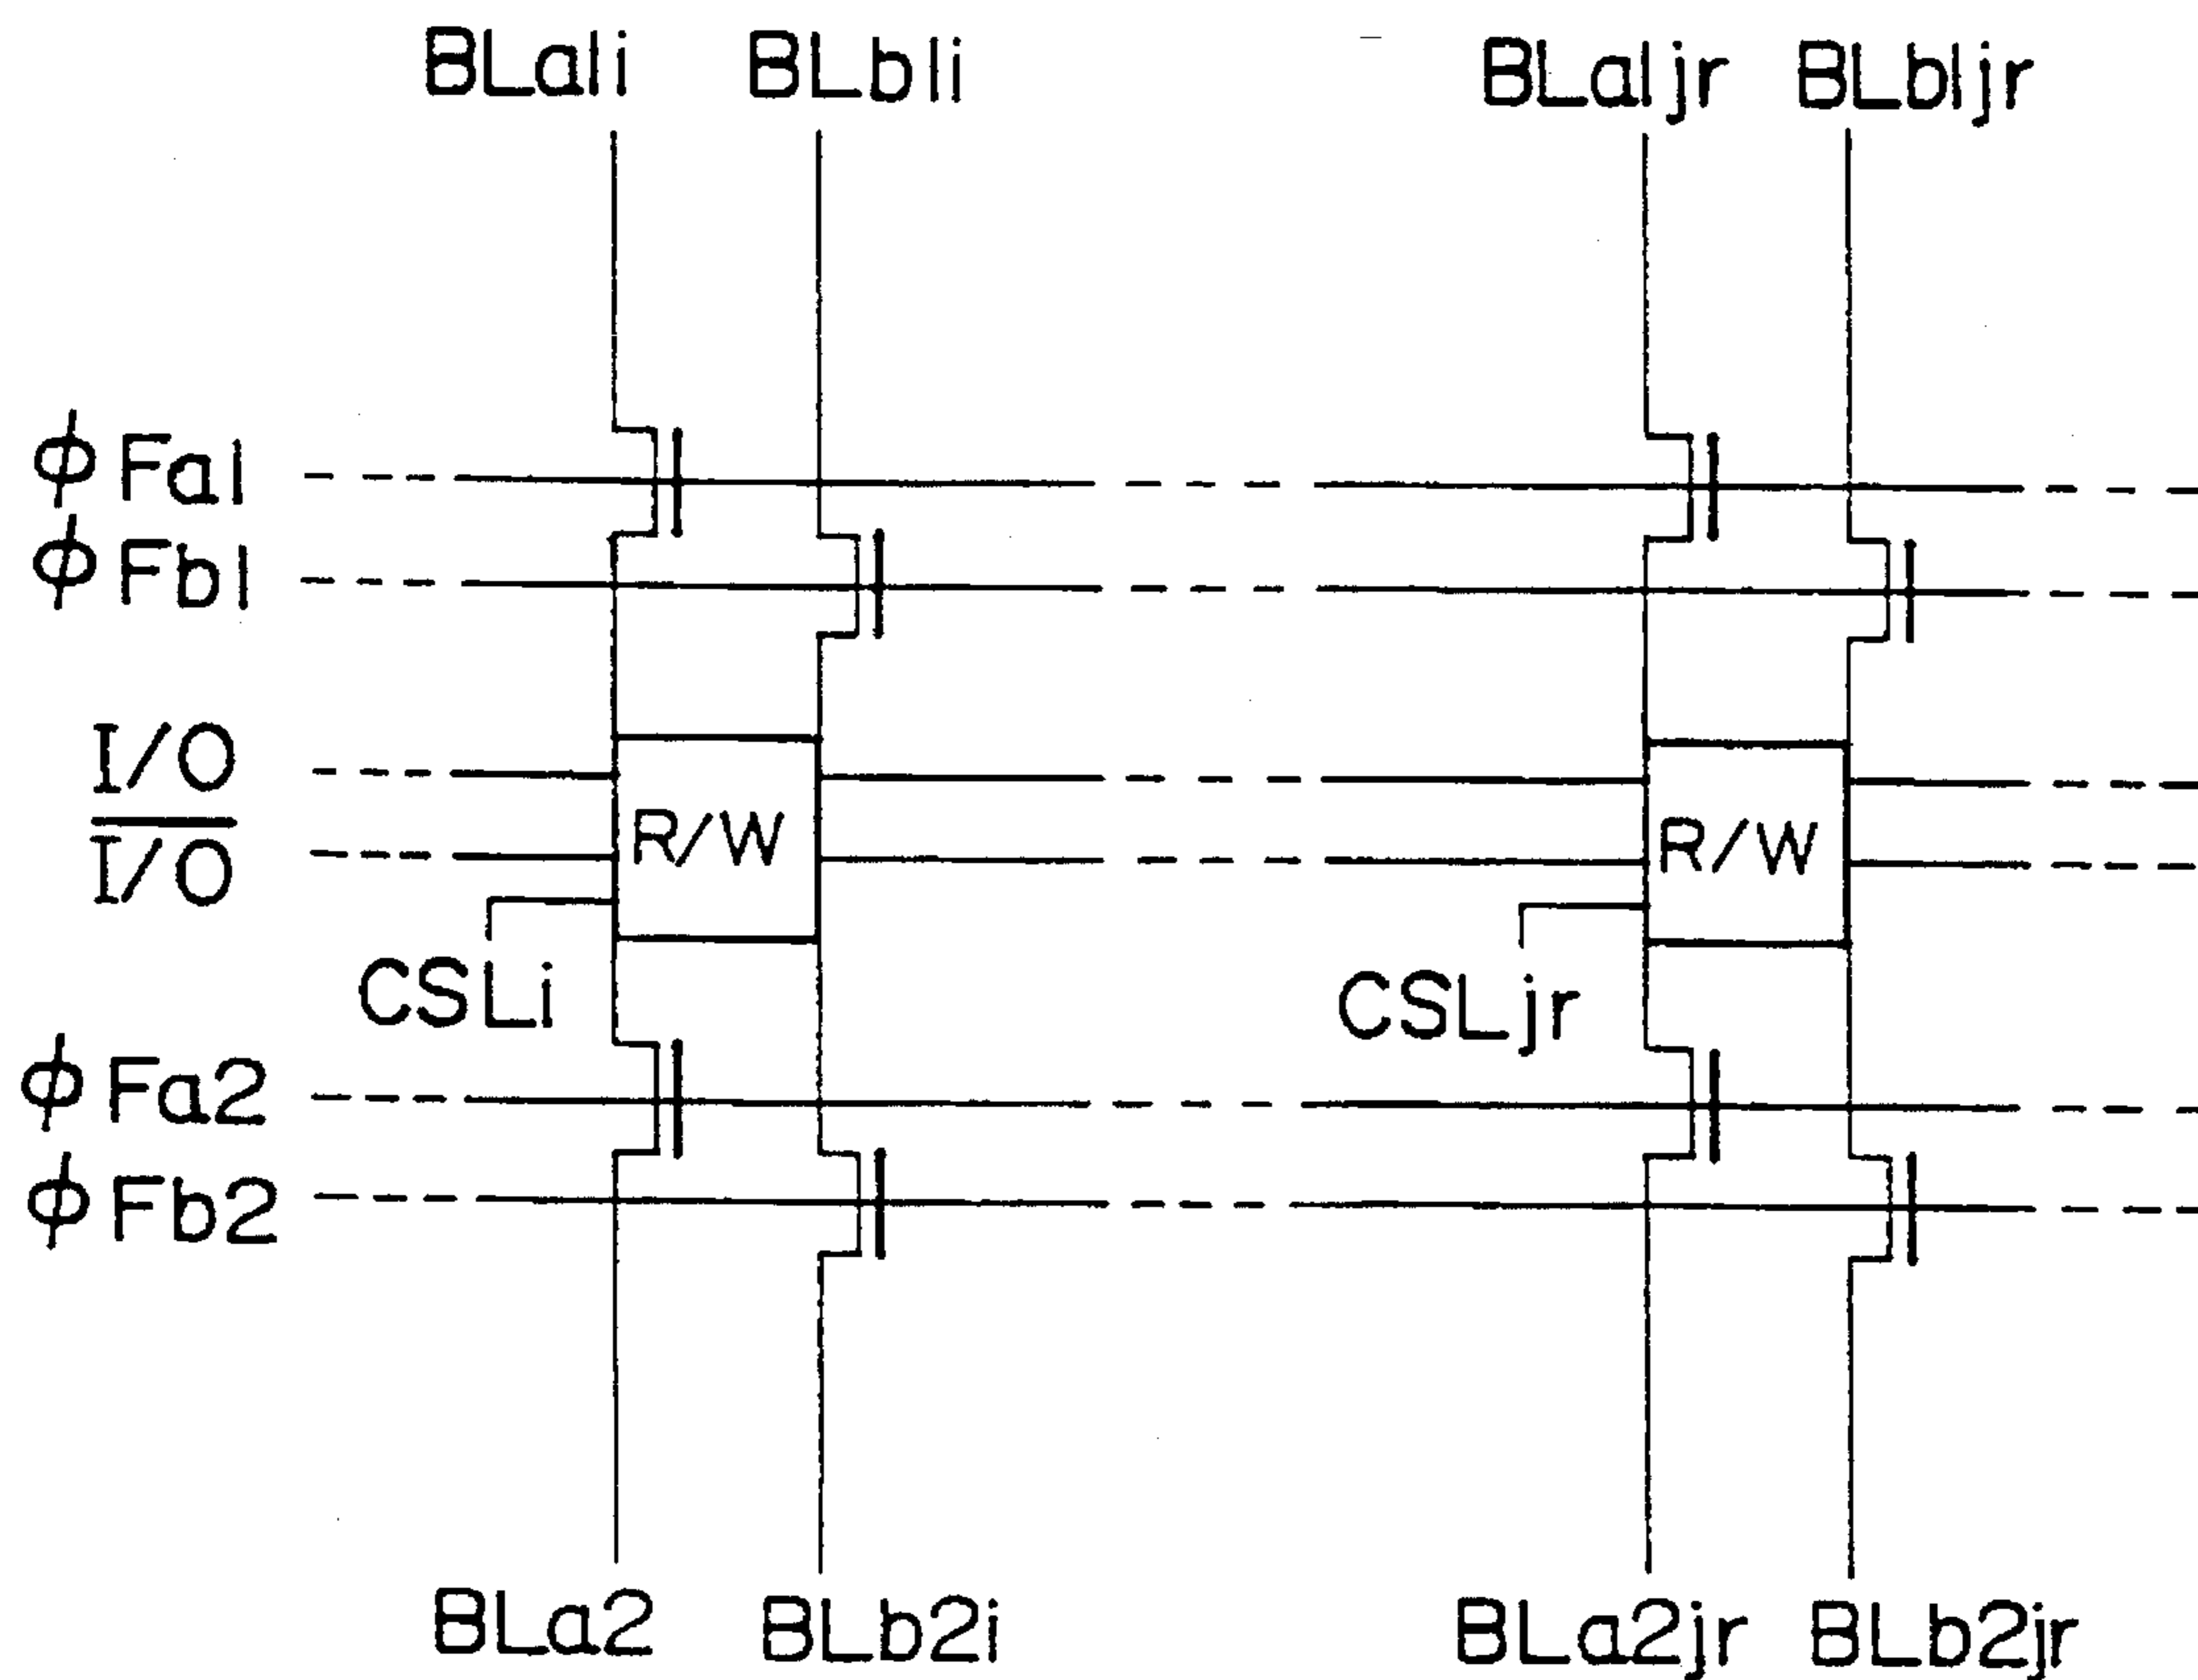 BLa1i BLb1i BLa1jr BLb1jr
ϕFa1
ϕFb1
I/O
R/W R/W
I/O
CSLi CSLjr
ϕFa2
ϕFb2
BLa2 BLb2i BLa2jr BLb2jr